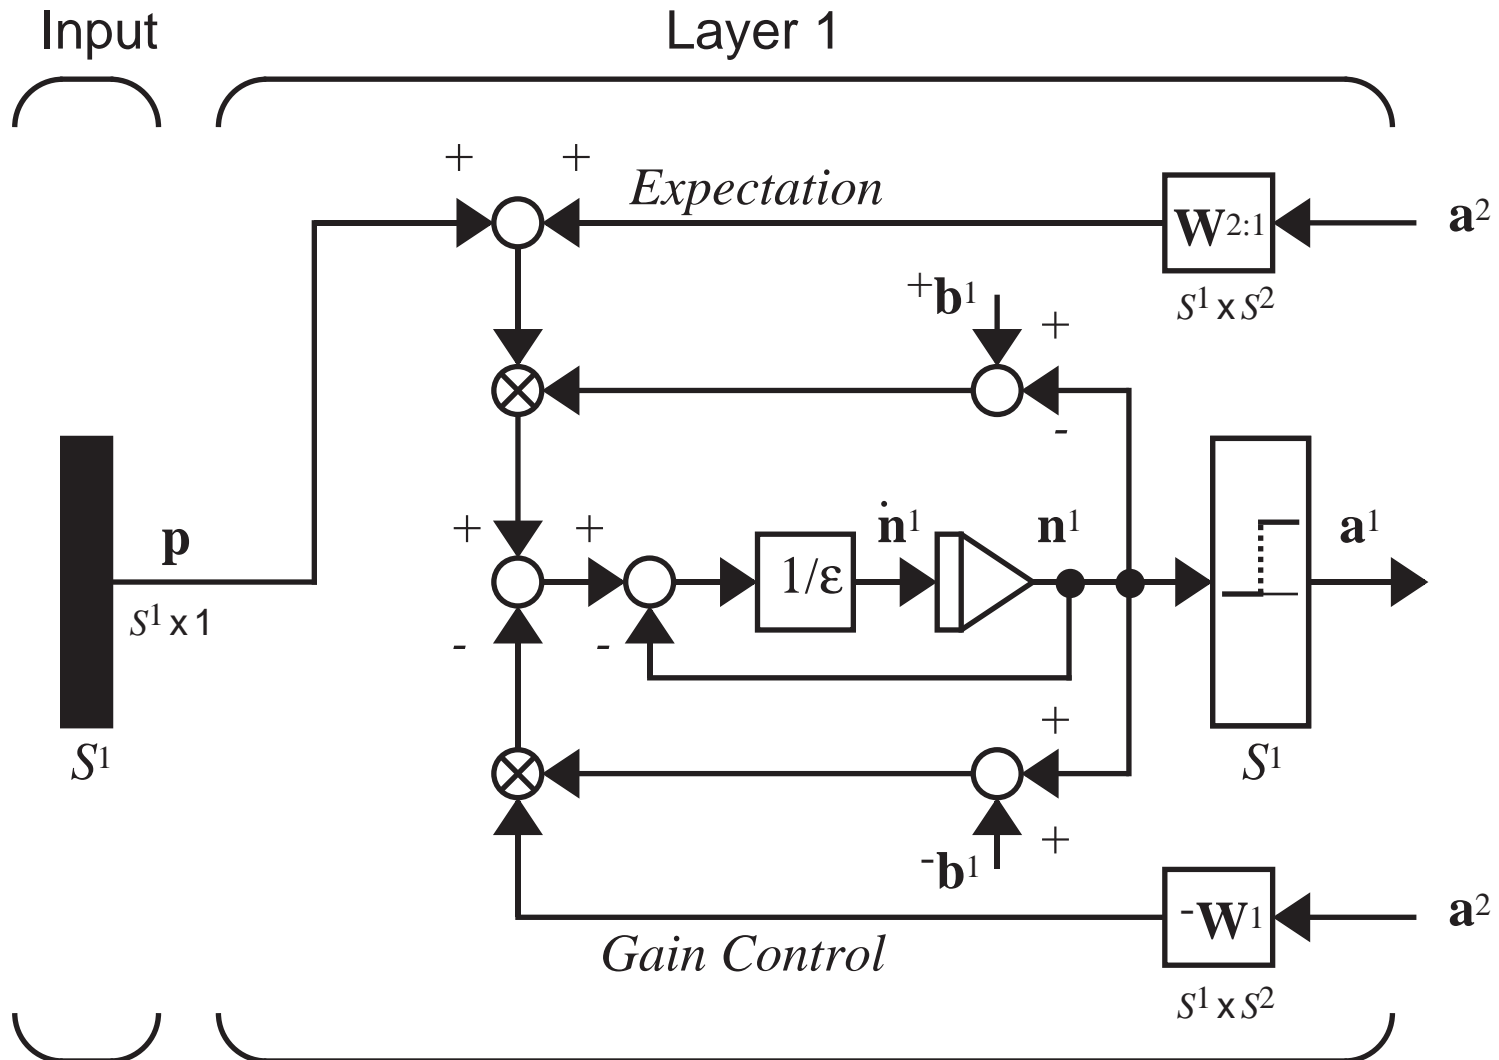 Input
Layer 1
+ +
Expectation
W2:1
a2
S1 x S2
+b1
+
-
p
S1 x 1
S1
+ +
- -
1/ε
ṅ1
n1
a1
S1
+
+
-b1
-W1
a2
Gain Control
S1 x S2